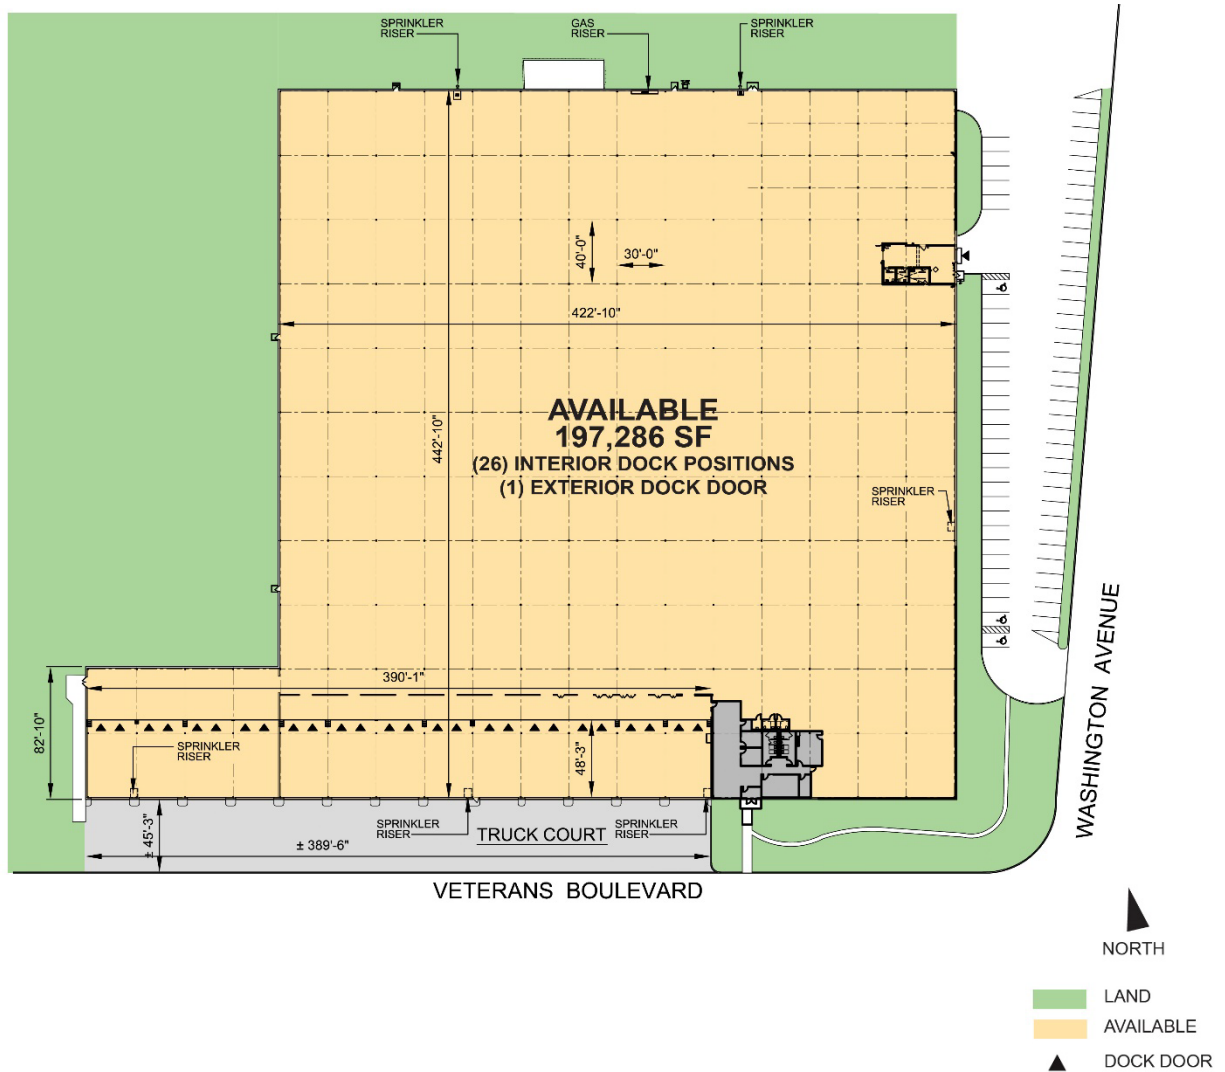 SPRINKLER
RISER
GAS
RISER
SPRINKLER
RISER
40'-0"
30'-0"
422'-10"
442'-10"
AVAILABLE
197,286 SF
(26) INTERIOR DOCK POSITIONS
(1) EXTERIOR DOCK DOOR
SPRINKLER
RISER
WASHINGTON AVENUE
390'-1"
82'-10"
SPRINKLER
RISER
48'-3"
± 45'-3"
SPRINKLER
RISER
TRUCK COURT
SPRINKLER
RISER
± 389'-6"
VETERANS BOULEVARD
NORTH
LAND
AVAILABLE
DOCK DOOR